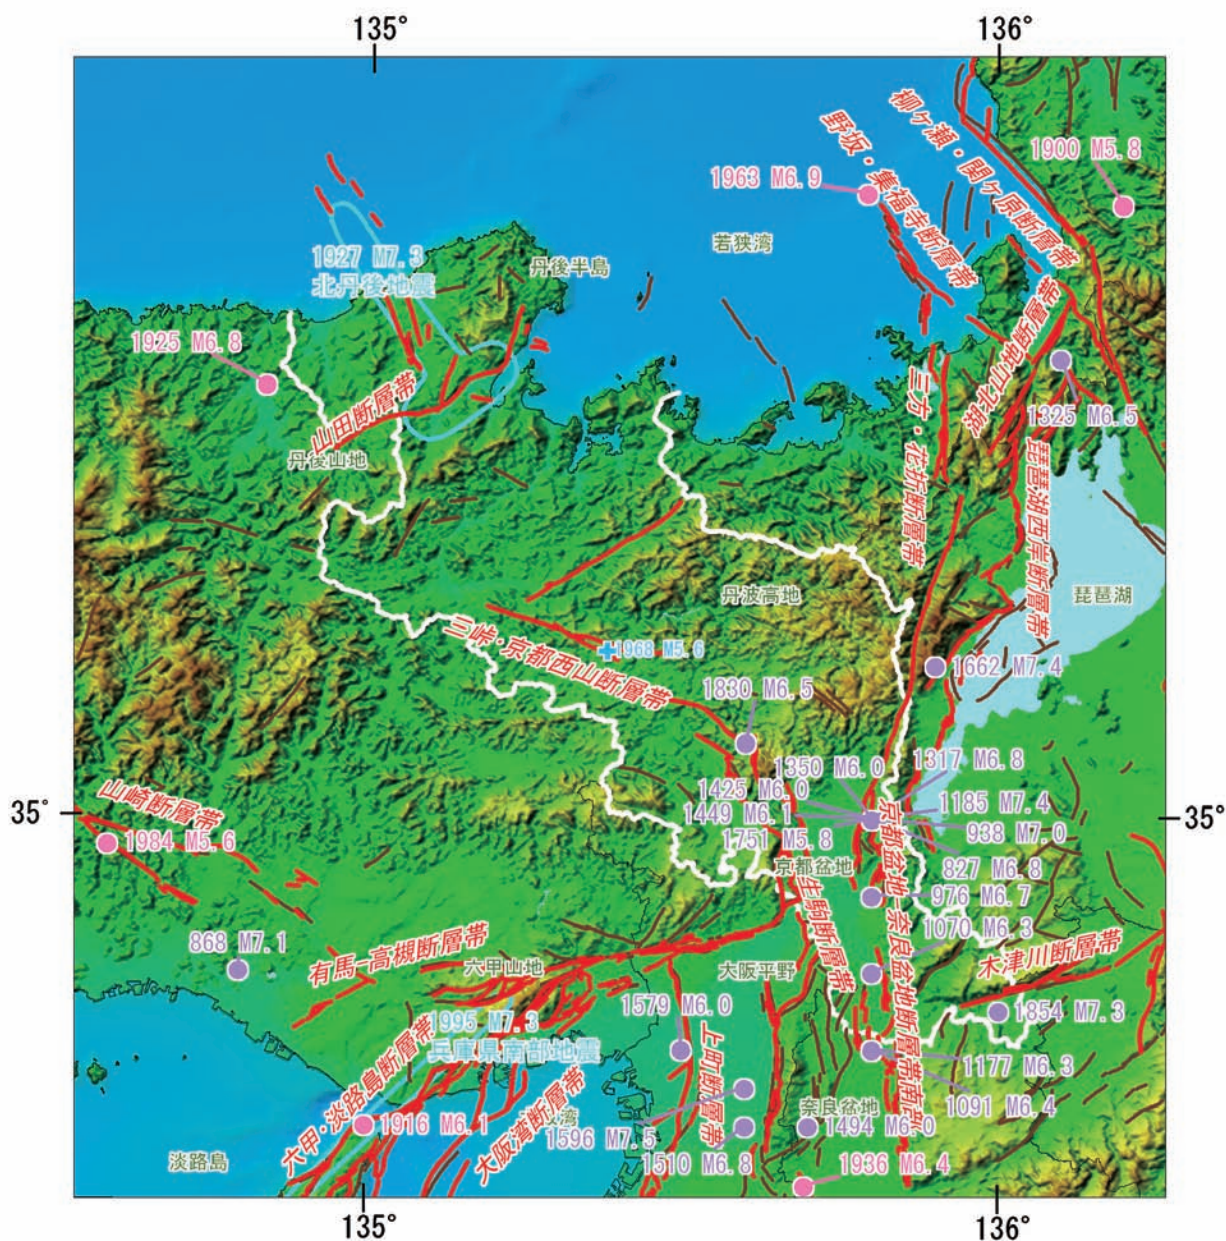 135°
136°
柳ヶ瀬・関ヶ原断層帯
野坂・集福寺断層帯
1900 M5.8
1963 M6.9
若狭湾
1927 M7.3
北丹後地震
丹後半島
1925 M6.8
湖北山地断層帯
1325 M6.5
山田断層帯
丹後山地
三方・花折断層帯
琵琶湖西岸断層帯
丹波高地
琵琶湖
三峠・京都西山断層帯
1968 M5.6
1662 M7.4
1830 M6.5
1350 M6.0
1317 M6.8
1425 M6.0
1185 M7.4
35°
35°
山崎断層帯
1449 M6.1
938 M7.0
1984 M5.6
1751 M5.8
827 M6.8
京都盆地
京都盆地-奈良盆地断層帯南部
976 M6.7
生駒断層帯
1070 M6.3
868 M7.1
有馬-高槻断層帯
六甲山地
大阪平野
木津川断層帯
1579 M6.0
1854 M7.3
1995 M7.3
兵庫県南部地震
上町断層帯
1177 M6.3
六甲・淡路島断層帯
大阪湾断層帯
1091 M6.4
奈良盆地
1916 M6.1
湾
1494 M6.0
1596 M7.5
淡路島
1510 M6.8
1936 M6.4
135°
136°